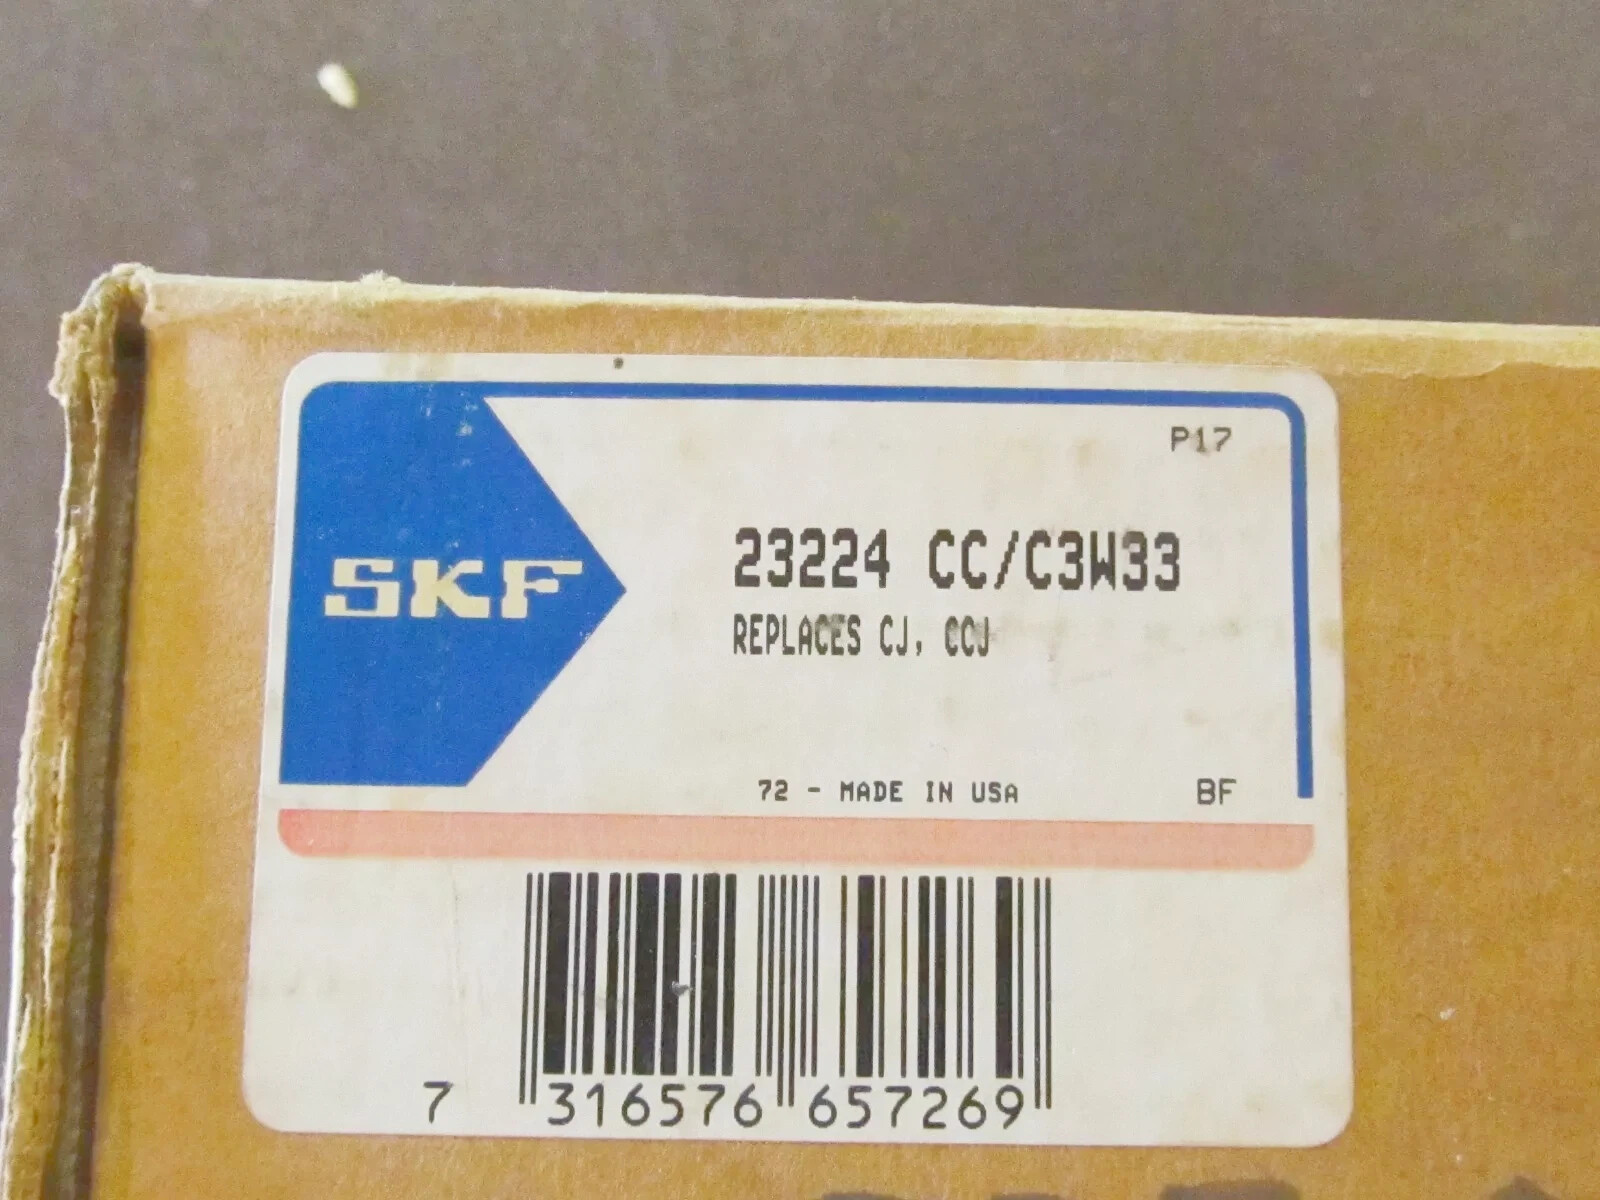 P17
SKF
23224 CC/C3W33
REPLACES CJ, CCJ
72 - MADE IN USA BF
7 316576 657269